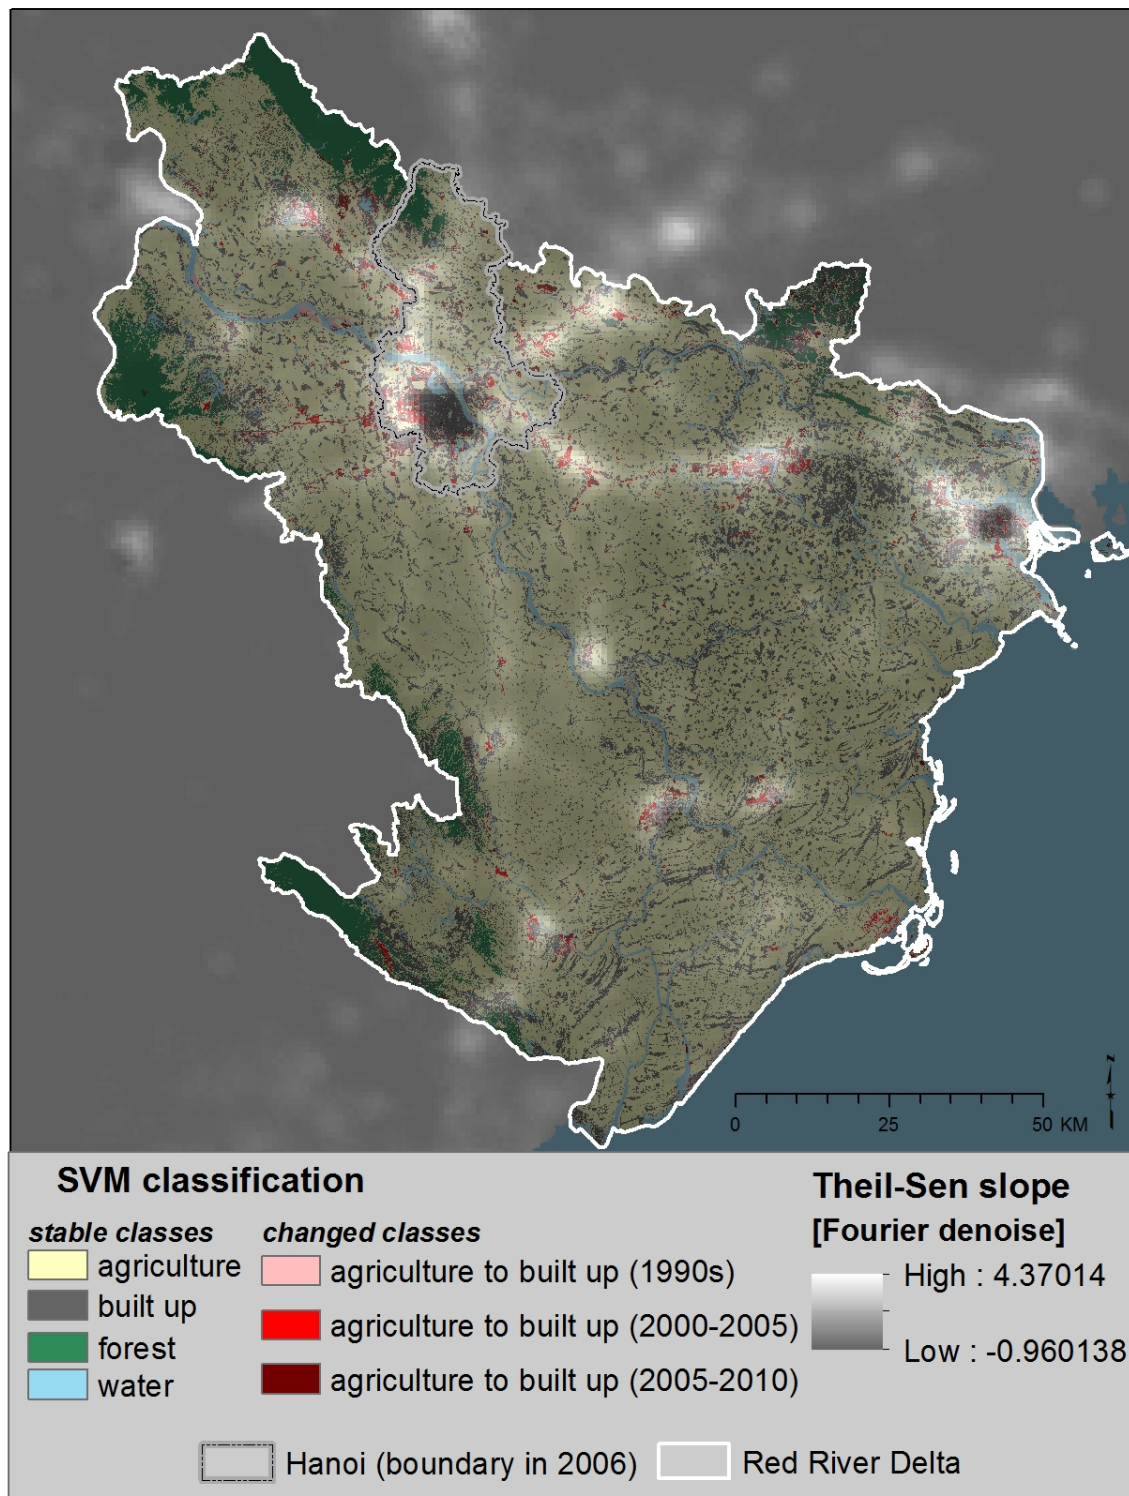 N
0 25 50 KM
SVM classification
stable classes
agriculture
built up
forest
water
changed classes
agriculture to built up (1990s)
agriculture to built up (2000-2005)
agriculture to built up (2005-2010)
Theil-Sen slope
[Fourier denoise]
High : 4.37014
Low : -0.960138
Hanoi (boundary in 2006)
Red River Delta